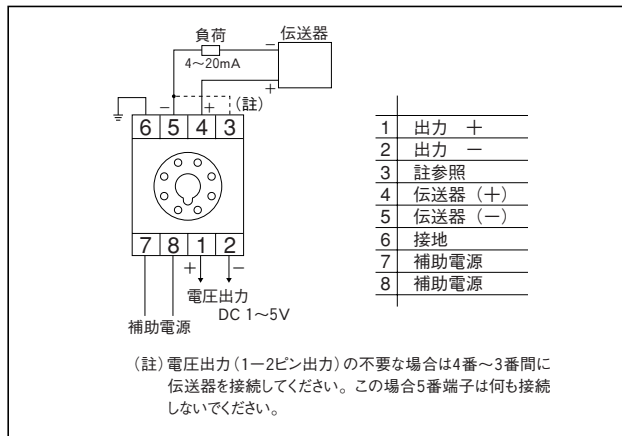 負荷
伝送器
−
4～20mA
+
− + (註)
6 5 4 3
7 8 1 2
+ −
電圧出力
DC 1～5V
補助電源
1 出力 ＋
2 出力 −
3 註参照
4 伝送器（＋）
5 伝送器（−）
6 接地
7 補助電源
8 補助電源
（註）電圧出力（1−2ピン出力）の不要な場合は4番～3番間に
伝送器を接続してください。この場合5番端子は何も接続
しないでください。